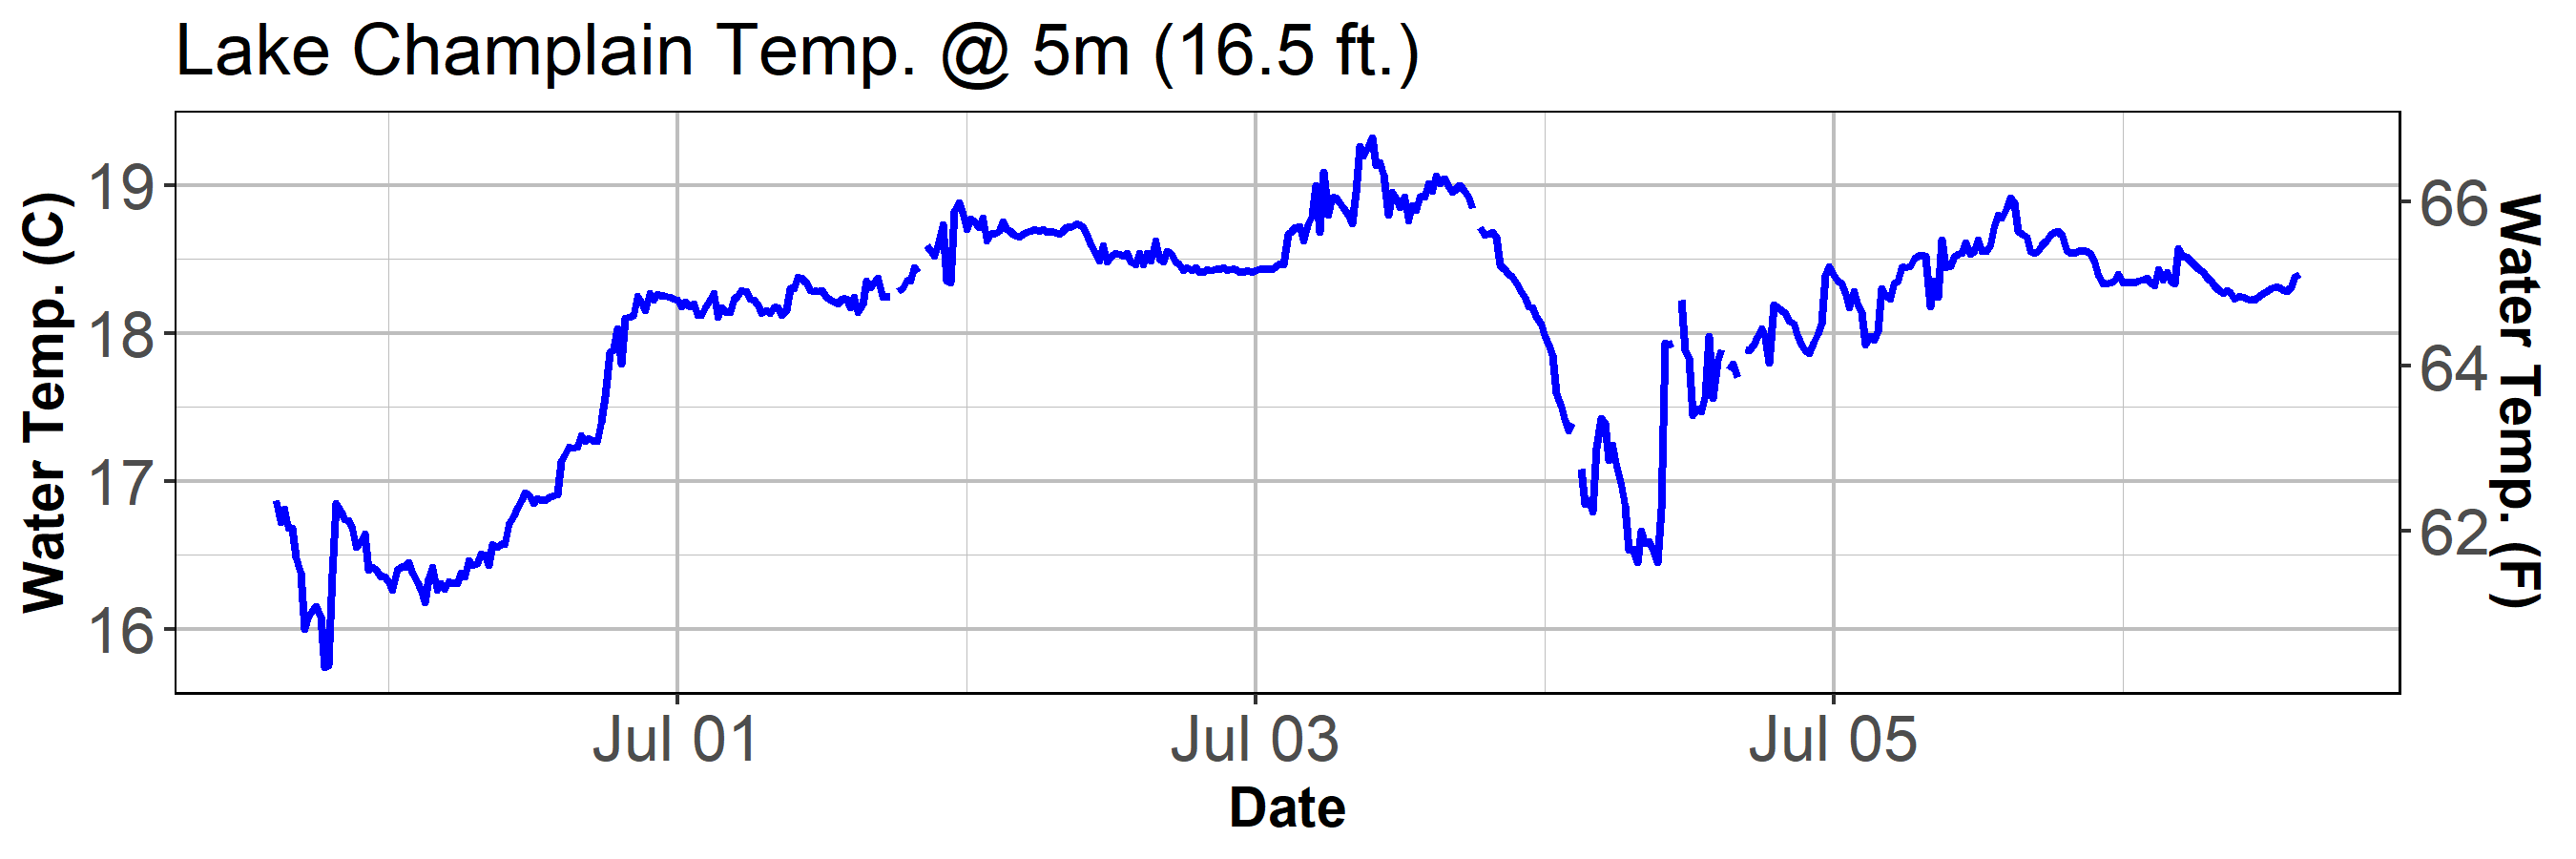 Lake Champlain Temp. @ 5m (16.5 ft.)
Water Temp. (C)
19
18
17
16
66
64
62
Water Temp. (F)
Jul 01
Jul 03
Jul 05
Date